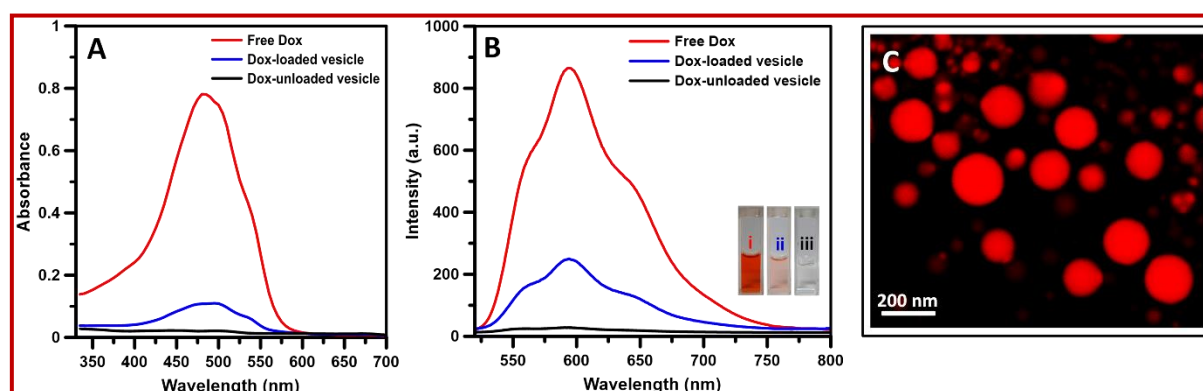 A
Free Dox
Dox-loaded vesicle
Dox-unloaded vesicle
Absorbance
1
0.8
0.6
0.4
0.2
0
350 400 450 500 550 600 650 700
Wavelength (nm)
B
Free Dox
Dox-loaded vesicle
Dox-unloaded vesicle
Intensity (a.u.)
1000
800
600
400
200
0
550 600 650 700 750 800
Wavelength (nm)
i ii iii
C
200 nm